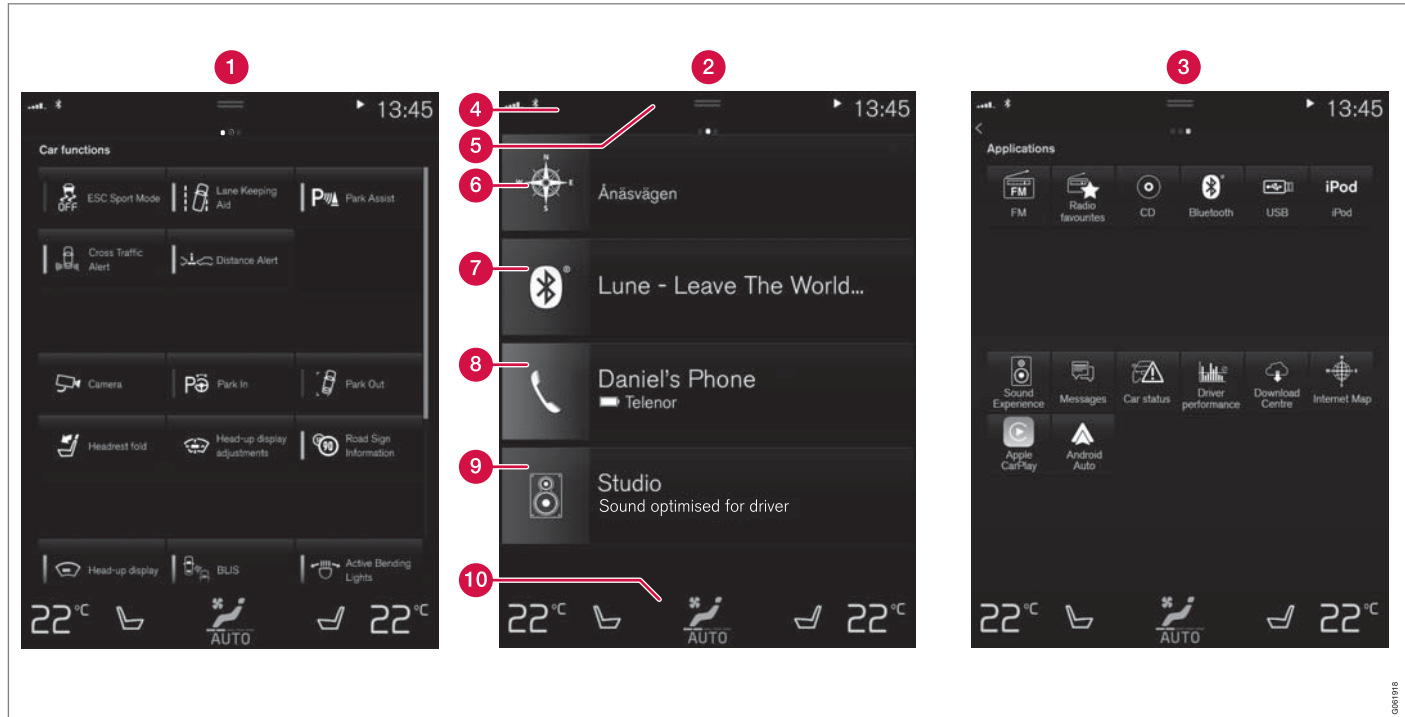 1
2
3
13:45
Car functions
ESC Sport Mode
OFF
Lane Keeping
Aid
Park Assist
Cross Traffic
Alert
Distance Alert
Camera
Park In
Park Out
Headrest fold
Head-up display
adjustments
90
Road Sign
Information
Head-up display
BLIS
Active Bending
Lights
22°C
AUTO
22°C
4
5
6
7
8
9
10
13:45
N
W
E
S
Ånäsvägen
Lune - Leave The World...
Daniel's Phone
Telenor
Studio
Sound optimised for driver
22°C
AUTO
22°C
13:45
Applications
FM
FM
Radio
favourites
CD
Bluetooth
USB
iPod
iPod
Sound
Experience
Messages
Car status
Driver
performance
Download
Centre
Internet Map
Apple
CarPlay
Android
Auto
22°C
AUTO
22°C
G061918